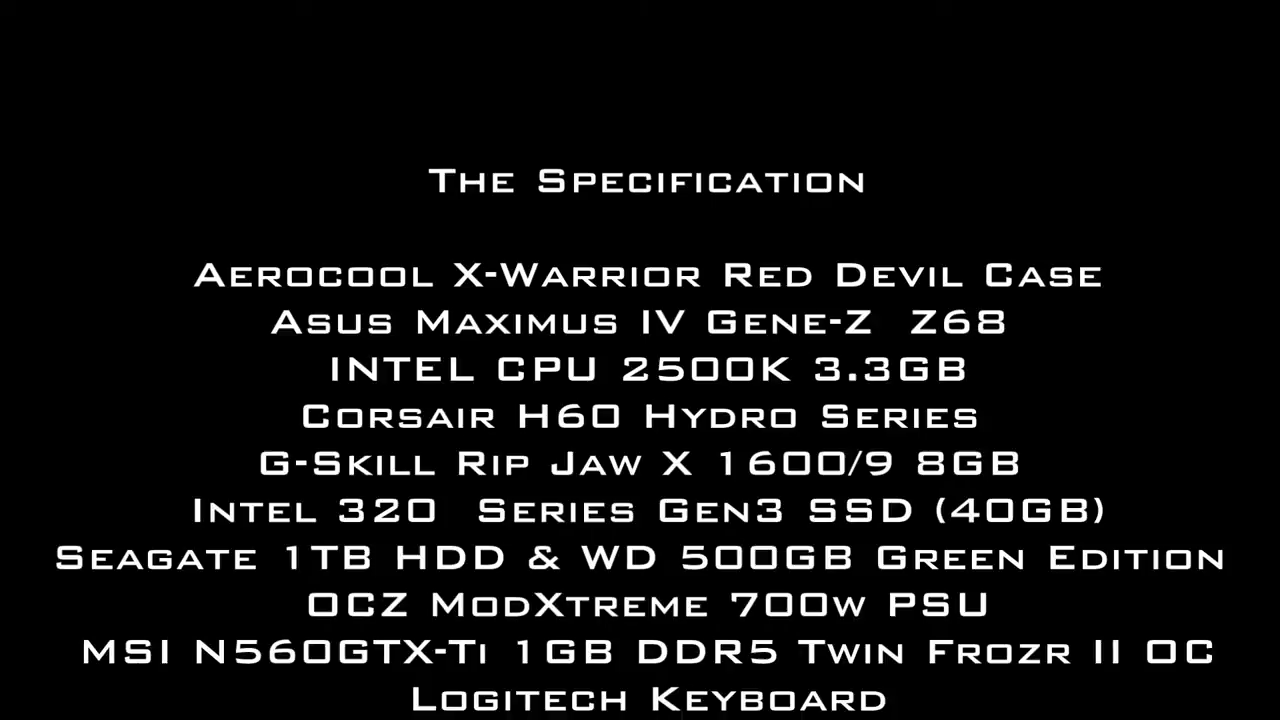 The Specification
Aerocool X-Warrior Red Devil Case
Asus Maximus IV Gene-Z  Z68
INTEL CPU 2500K 3.3GB
Corsair H60 Hydro Series
G-Skill Rip Jaw X 1600/9 8GB
Intel 320  Series Gen3 SSD (40GB)
Seagate 1TB HDD & WD 500GB Green Edition
OCZ ModXtreme 700w PSU
MSI N560GTX-Ti 1GB DDR5 Twin Frozr II OC
Logitech Keyboard